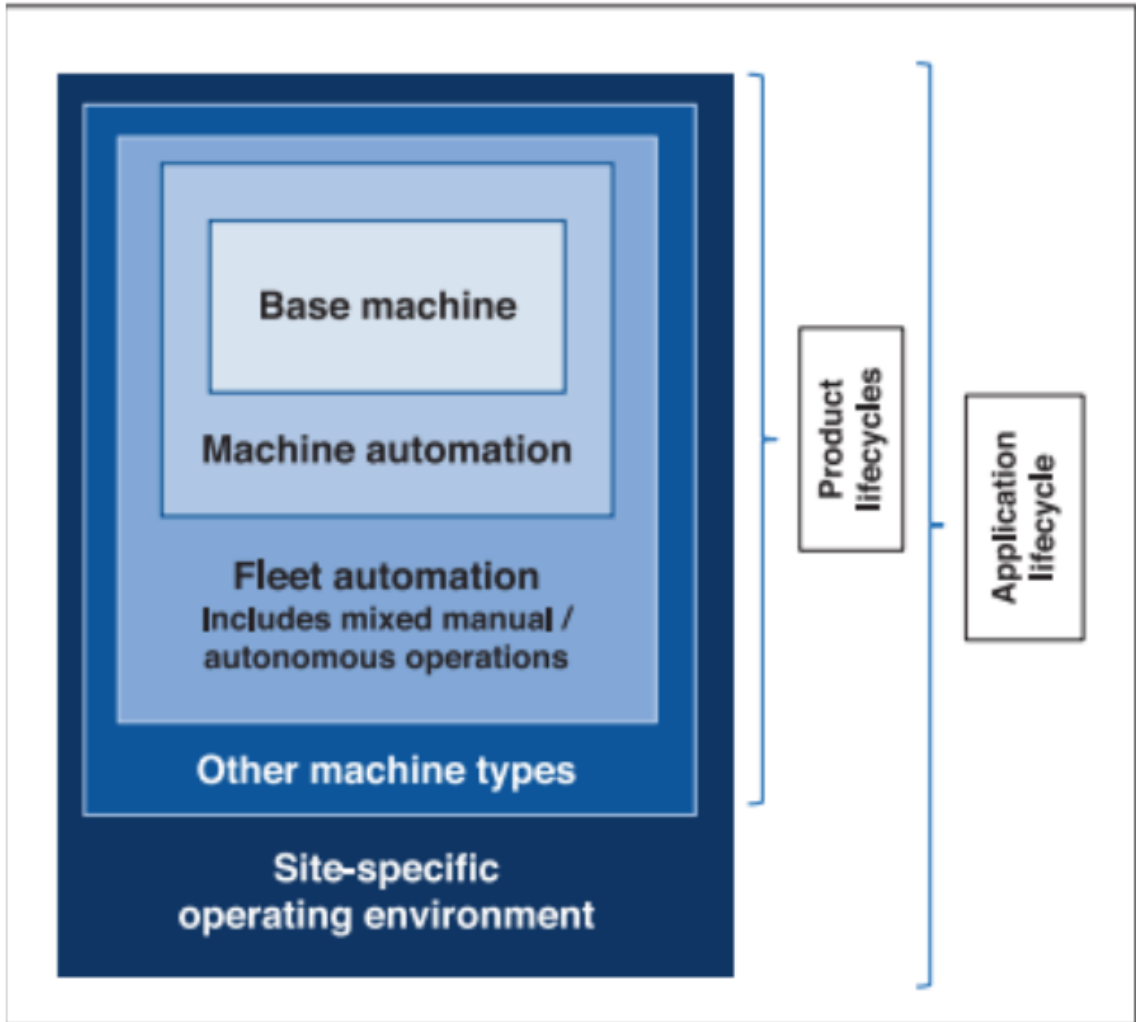 Base machine
Machine automation
Fleet automation
Includes mixed manual /
autonomous operations
Other machine types
Site-specific
operating environment
Product
lifecycles
Application
lifecycle